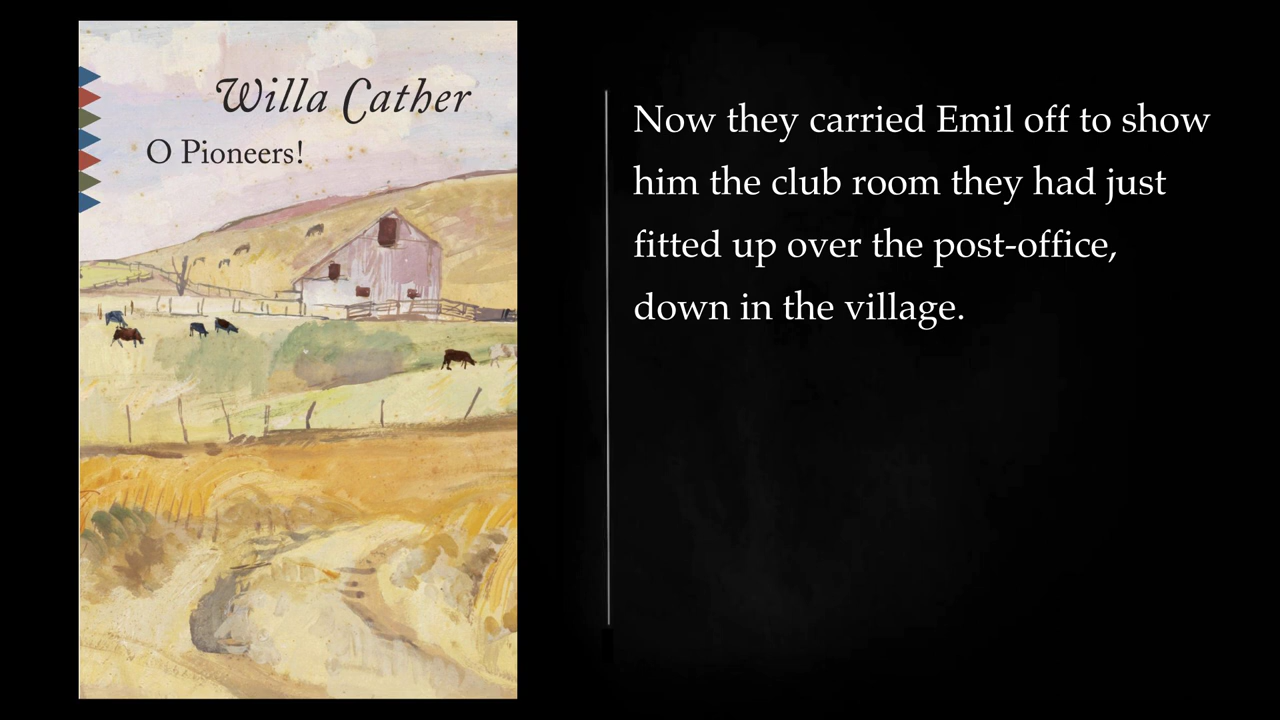 Willa Cather
O Pioneers!
Now they carried Emil off to show
him the club room they had just
fitted up over the post-office,
down in the village.